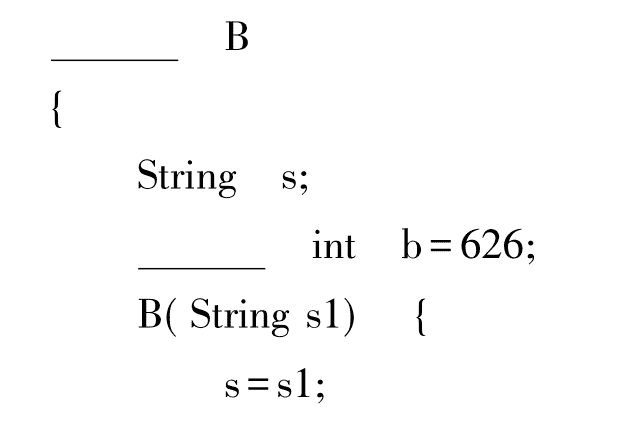 ______ B
{
String s;
______ int b=626;
B( String s1) {
s=s1;